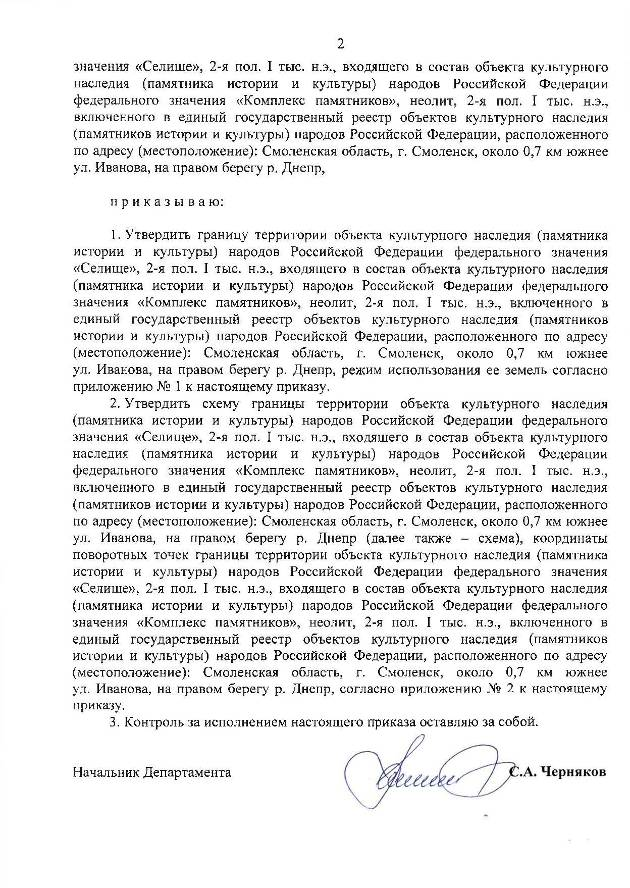 2
значения «Селище», 2-я пол. I тыс. н.э., входящего в состав объекта культурного
наследия (памятника истории и культуры) народов Российской Федерации
федерального значения «Комплекс памятников», неолит, 2-я пол. I тыс. н.э.,
включенного в единый государственный реестр объектов культурного наследия
(памятников истории и культуры) народов Российской Федерации, расположенного
по адресу (местоположение): Смоленская область, г. Смоленск, около 0,7 км южнее
ул. Иванова, на правом берегу р. Днепр,
п р и к а з ы в а ю:
1. Утвердить границу территории объекта культурного наследия (памятника
истории и культуры) народов Российской Федерации федерального значения
«Селище», 2-я пол. I тыс. н.э., входящего в состав объекта культурного наследия
(памятника истории и культуры) народов Российской Федерации федерального
значения «Комплекс памятников», неолит, 2-я пол. I тыс. н.э., включенного в
единый государственный реестр объектов культурного наследия (памятников
истории и культуры) народов Российской Федерации, расположенного по адресу
(местоположение): Смоленская область, г. Смоленск, около 0,7 км южнее
ул. Иванова, на правом берегу р. Днепр, режим использования ее земель согласно
приложению № 1 к настоящему приказу.
2. Утвердить схему границы территории объекта культурного наследия
(памятника истории и культуры) народов Российской Федерации федерального
значения «Селище», 2-я пол. I тыс. н.э., входящего в состав объекта культурного
наследия (памятника истории и культуры) народов Российской Федерации
федерального значения «Комплекс памятников», неолит, 2-я пол. I тыс. н.э.,
включенного в единый государственный реестр объектов культурного наследия
(памятников истории и культуры) народов Российской Федерации, расположенного
по адресу (местоположение): Смоленская область, г. Смоленск, около 0,7 км южнее
ул. Иванова, на правом берегу р. Днепр (далее также – схема), координаты
поворотных точек границы территории объекта культурного наследия (памятника
истории и культуры) народов Российской Федерации федерального значения
«Селище», 2-я пол. I тыс. н.э., входящего в состав объекта культурного наследия
(памятника истории и культуры) народов Российской Федерации федерального
значения «Комплекс памятников», неолит, 2-я пол. I тыс. н.э., включенного в
единый государственный реестр объектов культурного наследия (памятников
истории и культуры) народов Российской Федерации, расположенного по адресу
(местоположение): Смоленская область, г. Смоленск, около 0,7 км южнее
ул. Иванова, на правом берегу р. Днепр, согласно приложению № 2 к настоящему
приказу.
3. Контроль за исполнением настоящего приказа оставляю за собой.
Начальник Департамента С.А. Черняков